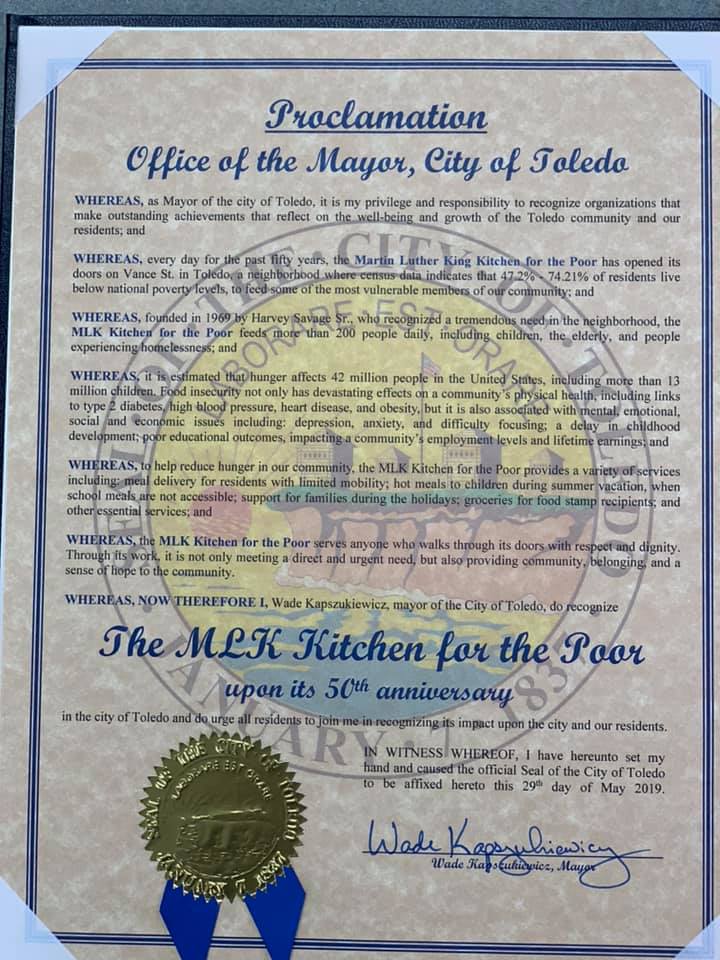 Proclamation
Office of the Mayor, City of Toledo
WHEREAS, as Mayor of the city of Toledo, it is my privilege and responsibility to recognize organizations that
make outstanding achievements that reflect on the well-being and growth of the Toledo community and our
residents; and
WHEREAS, every day for the past fifty years, the Martin Luther King Kitchen for the Poor has opened its
doors on Vance St. in Toledo, a neighborhood where census data indicates that 47.2% - 74.21% of residents live
below national poverty levels, to feed some of the most vulnerable members of our community; and
WHEREAS, founded in 1969 by Harvey Savage Sr., who recognized a tremendous need in the neighborhood, the
MLK Kitchen for the Poor feeds more than 200 people daily, including children, the elderly, and people
experiencing homelessness; and
WHEREAS, it is estimated that hunger affects 42 million people in the United States, including more than 13
million children. Food insecurity not only has devastating effects on a community's physical health, including links
to type 2 diabetes, high blood pressure, heart disease, and obesity, but it is also associated with mental, emotional,
social and economic issues including: depression, anxiety, and difficulty focusing; a delay in childhood
development; poor educational outcomes, impacting a community's employment levels and lifetime earnings; and
WHEREAS, to help reduce hunger in our community, the MLK Kitchen for the Poor provides a variety of services
including: meal delivery for residents with limited mobility; hot meals to children during summer vacation, when
school meals are not accessible; support for families during the holidays; groceries for food stamp recipients; and
other essential services; and
WHEREAS, the MLK Kitchen for the Poor serves anyone who walks through its doors with respect and dignity.
Through its work, it is not only meeting a direct and urgent need, but also providing community, belonging, and a
sense of hope to the community.
WHEREAS, NOW THEREFORE I, Wade Kapszukiewicz, mayor of the City of Toledo, do recognize
The MLK Kitchen for the Poor
upon its 50th anniversary
in the city of Toledo and do urge all residents to join me in recognizing its impact upon the city and our residents.
IN WITNESS WHEREOF, I have hereunto set my
hand and caused the official Seal of the City of Toledo
to be affixed hereto this 29th day of May 2019.
Wade Kapszukiewicz
Wade Kapszukiewicz, Mayor
SEAL OF THE CITY OF TOLEDO
LABORARE EST ORARE
JANUARY 7, 1837